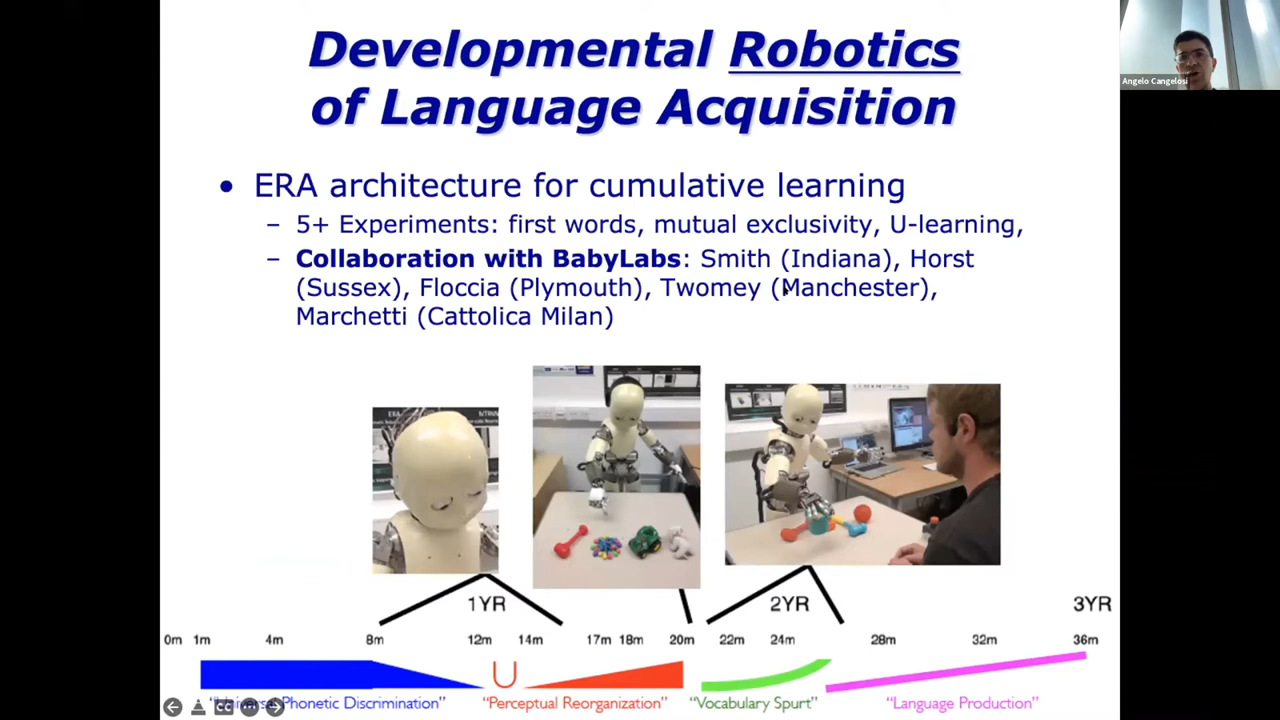 Developmental Robotics
of Language Acquisition
Angelo Cangelosi
• ERA architecture for cumulative learning
– 5+ Experiments: first words, mutual exclusivity, U-learning,
– Collaboration with BabyLabs: Smith (Indiana), Horst
(Sussex), Floccia (Plymouth), Twomey (Manchester),
Marchetti (Cattolica Milan)
ERA
1YR 2YR 3YR
0m 1m 4m 8m 12m 14m 17m 18m 20m 22m 24m 28m 32m 36m
U
"Universal Phonetic Discrimination" "Perceptual Reorganization" "Vocabulary Spurt" "Language Production"